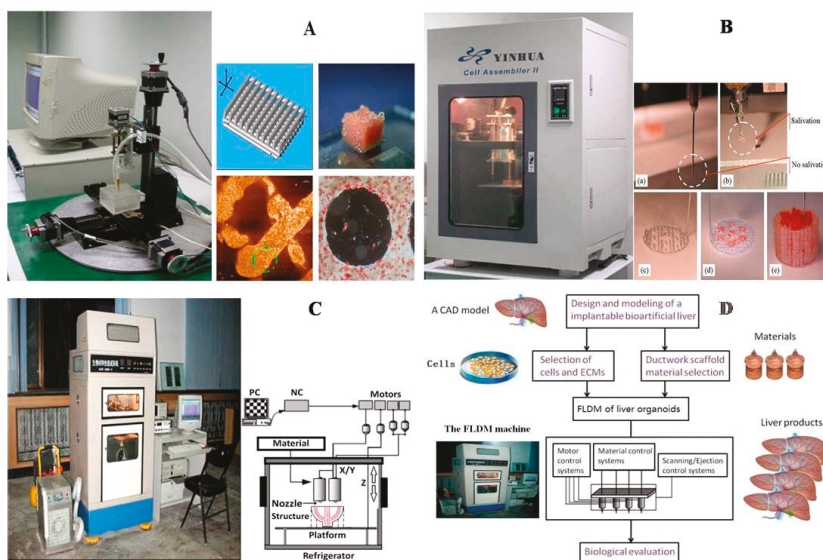 A
B
YINHUA
Cell Assembller II
Salivation
No salivati
(a)
(b)
(c)
(d)
(e)
C
PC
NC
Motors
Material
X/Y
Z
Nozzle
Structure
Platform
Refrigerator
D
A CAD model
Design and modeling of a
implantable bioartificial liver
Cells
Selection of
cells and ECMs
Ductwork scaffold
material selection
Materials
FLDM of liver organoids
The FLDM machine
Liver products
Motor
control
systems
Material control
systems
Scanning/Ejection
control systems
Biological evaluation